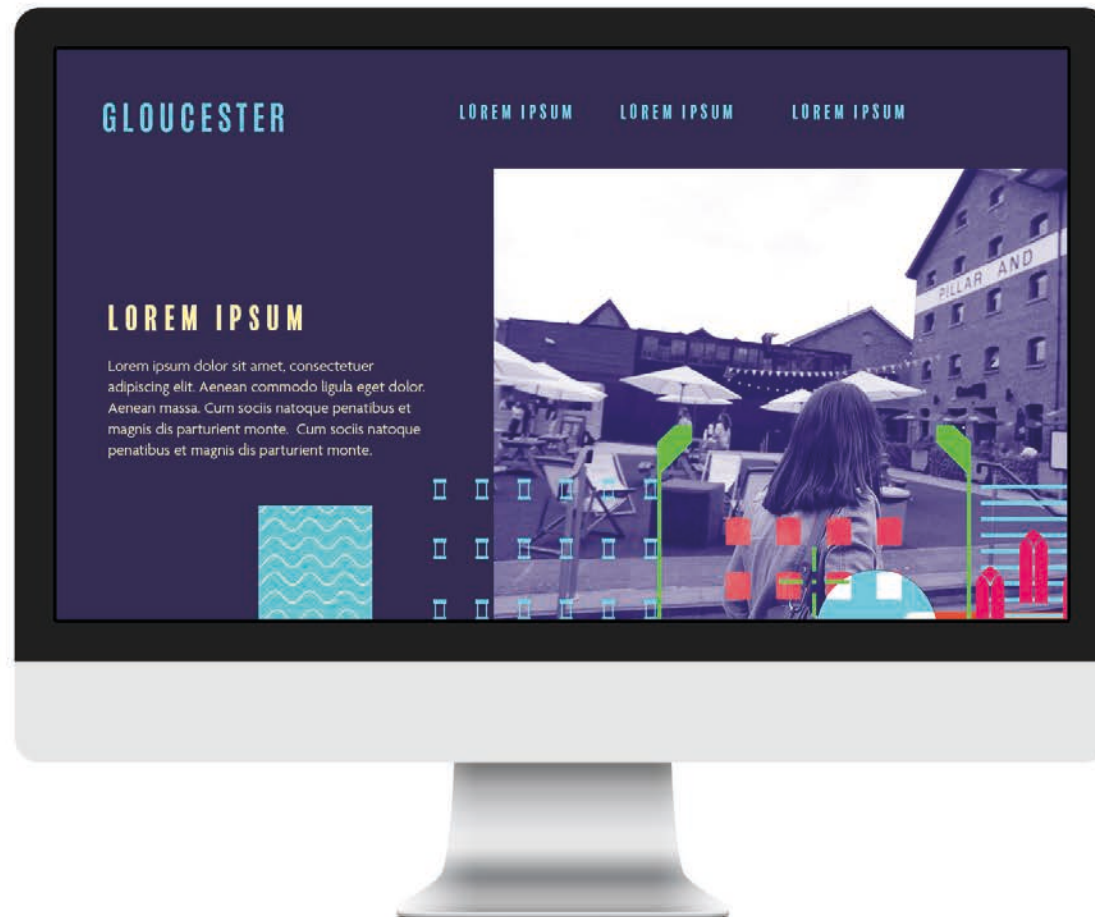 GLOUCESTER
LOREM IPSUM
LOREM IPSUM
LOREM IPSUM
LOREM IPSUM
Lorem ipsum dolor sit amet, consectetuer
adipiscing elit. Aenean commodo ligula eget dolor.
Aenean massa. Cum sociis natoque penatibus et
magnis dis parturient monte.  Cum sociis natoque
penatibus et magnis dis parturient monte.
PILLAR AND